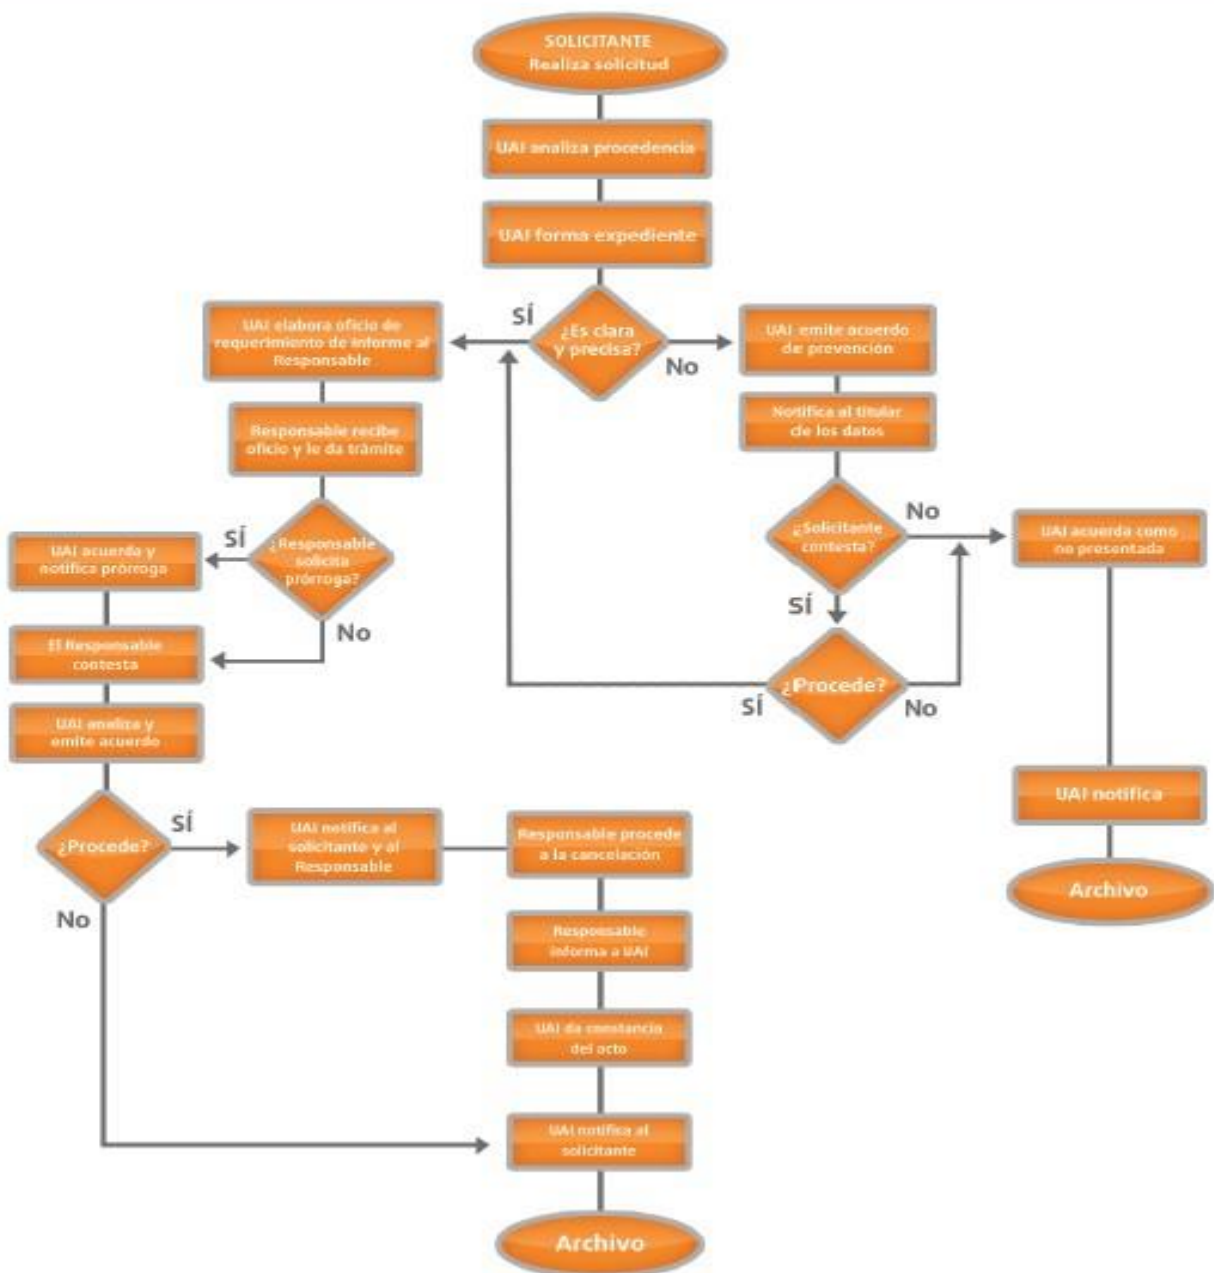 SOLICITANTE
Realiza solicitud
UAI analiza procedencia
UAI forma expediente
¿Es clara
y precisa?
SÍ
No
UAI elabora oficio de
requerimiento de informe al
Responsable
Responsable recibe
oficio y le da trámite
¿Responsable
solicita
prórroga?
SÍ
No
UAI acuerda y
notifica prórroga
El Responsable
contesta
UAI analiza y
emite acuerdo
¿Procede?
SÍ
No
UAI notifica al
solicitante y al
Responsable
Responsable procede
a la cancelación
Responsable
informa a UAI
UAI da constancia
del acto
UAI notifica al
solicitante
Archivo
UAI emite acuerdo
de prevención
Notifica al titular
de los datos
¿Solicitante
contesta?
No
SÍ
¿Procede?
SÍ
No
UAI acuerda como
no presentada
UAI notifica
Archivo